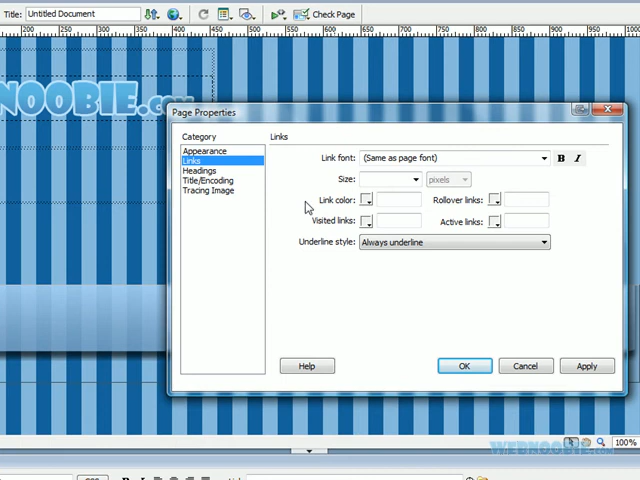 Title: Untitled Document Check Page
200 250 300 350 400 450 500 550 600 650 700 750 800 850 900 950 1000
NOOBIE.com
Page Properties
Category Links
Appearance
Links
Headings
Title/Encoding
Tracing Image
Link font: (Same as page font) B I
Size: pixels
Link color: Rollover links:
Visited links: Active links:
Underline style: Always underline
Help OK Cancel Apply
100%
WEBNOOBIE.com